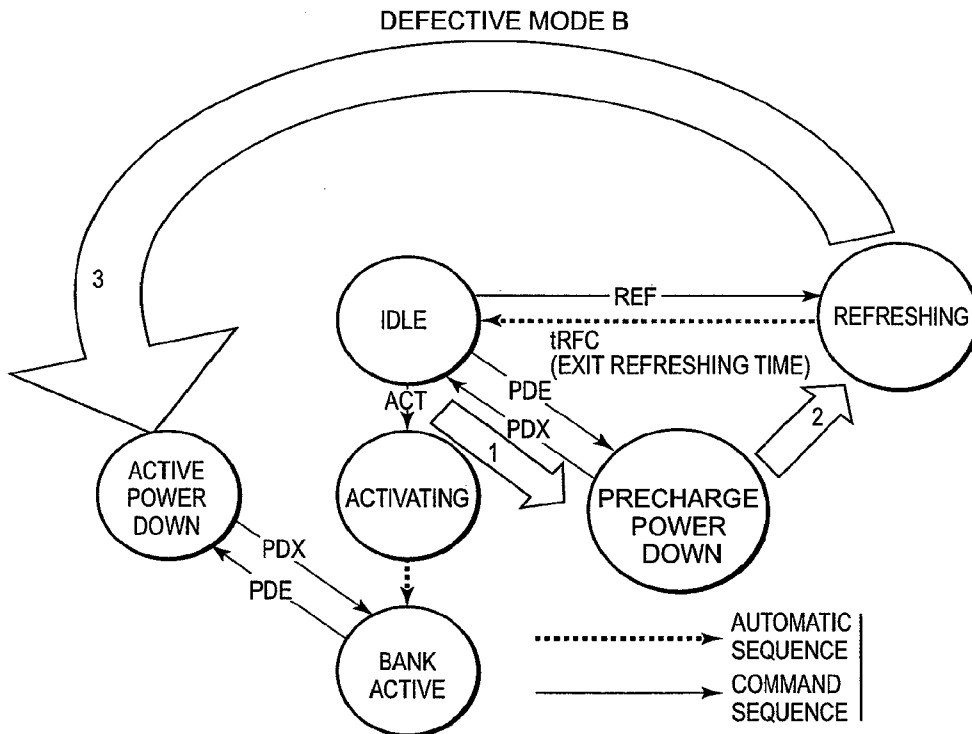 DEFECTIVE MODE B
3
IDLE
REF
REFRESHING
tRFC
(EXIT REFRESHING TIME)
PDE
ACT
PDX
1
2
ACTIVE
POWER
DOWN
ACTIVATING
PRECHARGE
POWER
DOWN
PDX
PDE
BANK
ACTIVE
AUTOMATIC
SEQUENCE
COMMAND
SEQUENCE